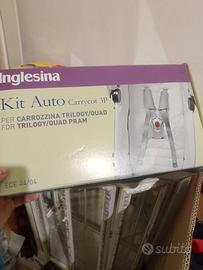 Inglesina
Kit Auto Carrycot 3P
PER CARROZZINA TRILOGY/QUAD
FOR TRILOGY/QUAD PRAM
ECE 44/04
subito